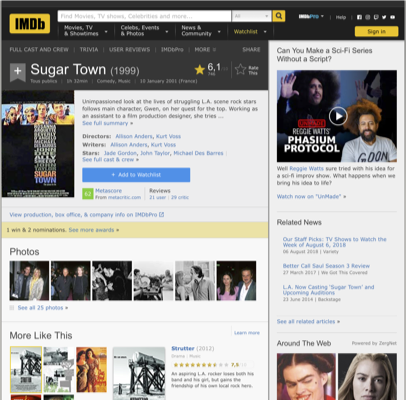 IMDb
Find Movies, TV shows, Celebrities and more...
All
Movies, TV & Showtimes
Celebs, Events & Photos
News & Community
Watchlist
IMDbPro
Help
Sign in
FULL CAST AND CREW | TRIVIA | USER REVIEWS | IMDbPro | MORE
SHARE
Sugar Town (1999)
6,1
Rate This
1h 32min | Comedy, Music | 10 January 2001 (France)
Unimpassioned look at the lives of struggling L.A. scene rock stars
follows main character, Gwen, on her quest for the top. Working
as an assistant to a film production designer, she tries ...
See full summary »
Directors: Allison Anders, Kurt Voss
Writers: Allison Anders, Kurt Voss
Stars: Jade Gordon, John Taylor, Michael Des Barres
See full cast & crew »
SUGAR TOWN
+ Add to Watchlist
Metascore
From metacritic.com
Reviews
21 user | 29 critic
View production, box office, & company info on IMDbPro
1 win & 2 nominations. See more awards »
Photos
See all 25 photos »
More Like This
Learn more
Strutter (2012)
Drama | Music
An aspiring L.A. rocker loses both his
band and his girl, but gains the
friendship of his own local rock hero.
Can You Make a Sci-Fi Series
Without a Script?
REGGIE WATTS'
PHASIUM
PROTOCOL
Well Reggie Watts sure tried with his idea for
a sci-fi improv show. What happens when we
bring his idea to life?
Watch now on "UnMade" »
Related News
Our Staff Picks: TV Shows to Watch the
Week of August 6, 2018
06 August 2018 | Variety
Better Call Saul Season 3 Review
27 March 2017 | We Got This Covered
L.A. Now Casting 'Sugar Town' and
Upcoming Auditions
23 June 2014 | Backstage
See all related articles »
Around The Web
Powered by ZergNet